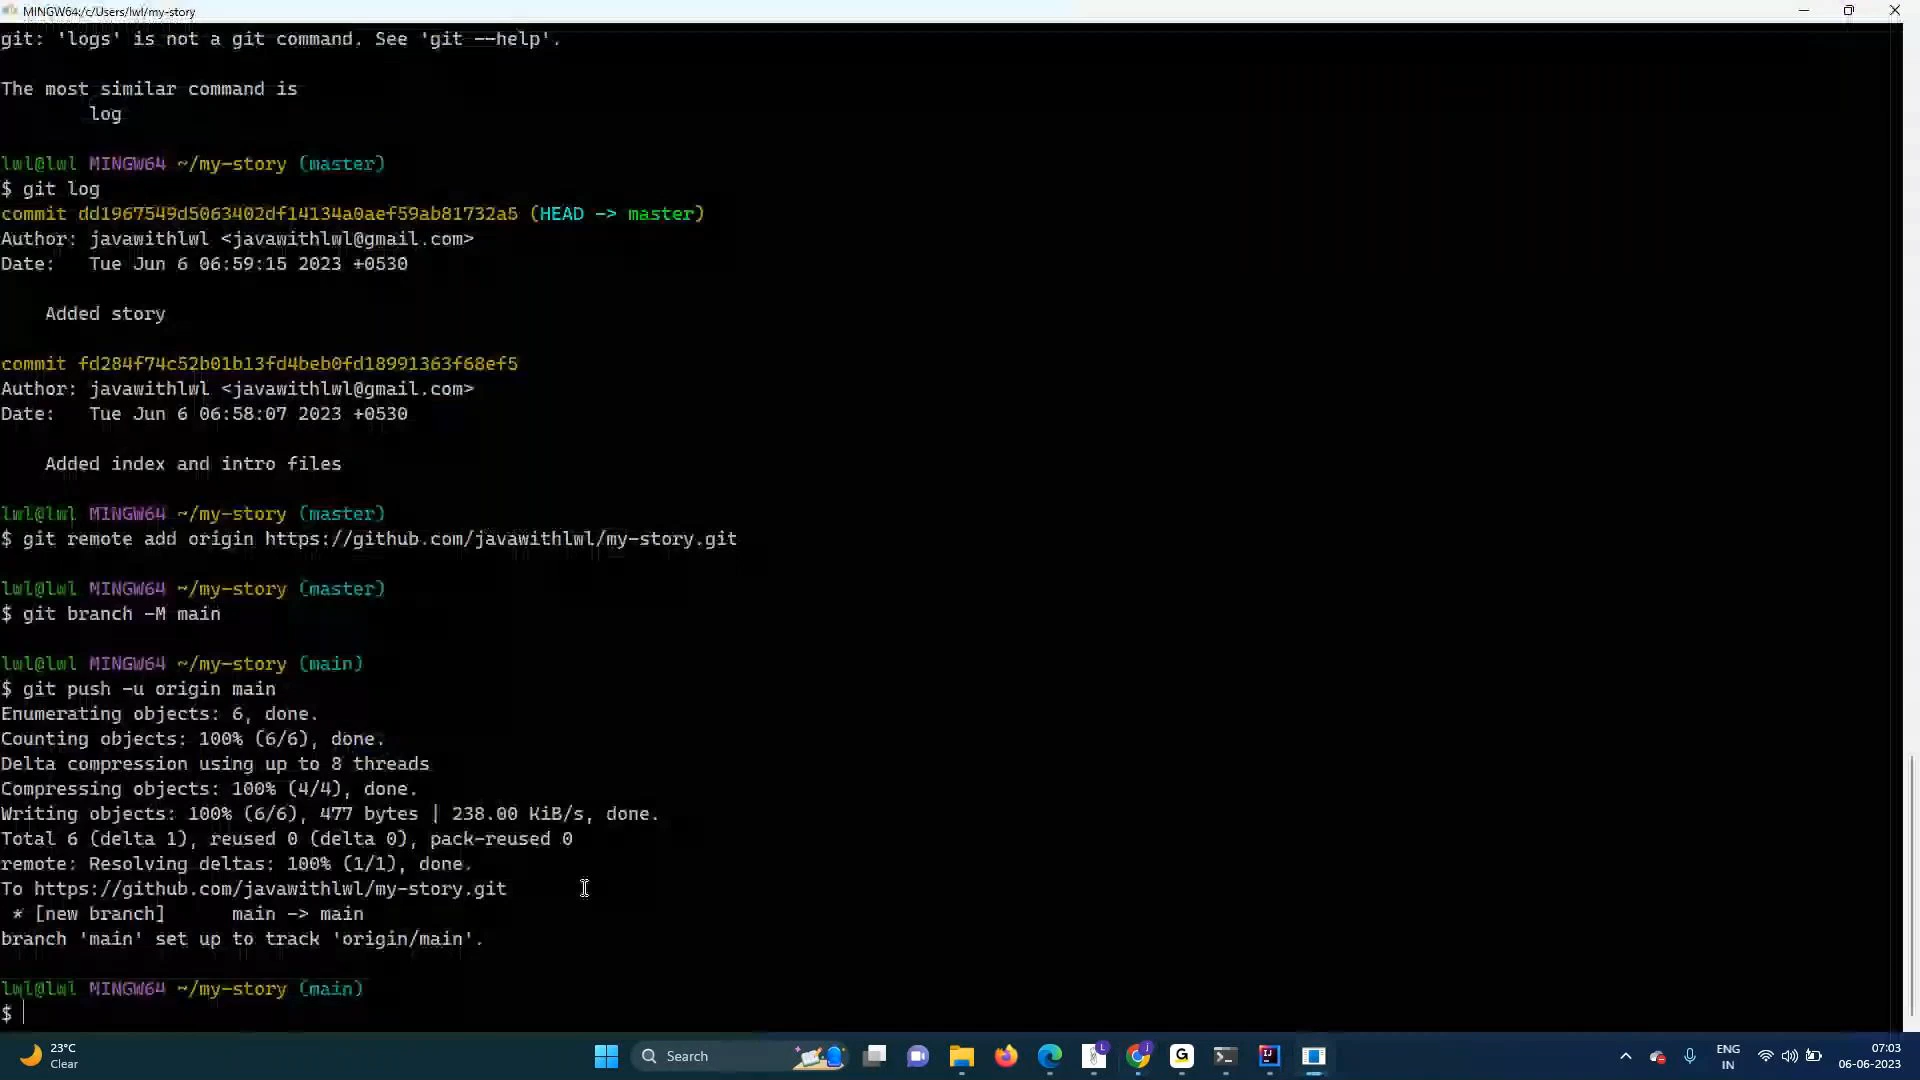 MINGW64:/c/Users/lwl/my-story
git: 'logs' is not a git command. See 'git --help'.
The most similar command is
log
lwl@lwl MINGW64 ~/my-story (master)
$ git log
commit dd1967549d5063402df14134a0aef59ab81732a5 (HEAD -> master)
Author: javawithlwl <javawithlwl@gmail.com>
Date:   Tue Jun 6 06:59:15 2023 +0530
Added story
commit fd284f74c52b01b13fd4beb0fd18991363f68ef5
Author: javawithlwl <javawithlwl@gmail.com>
Date:   Tue Jun 6 06:58:07 2023 +0530
Added index and intro files
lwl@lwl MINGW64 ~/my-story (master)
$ git remote add origin https://github.com/javawithlwl/my-story.git
lwl@lwl MINGW64 ~/my-story (master)
$ git branch -M main
lwl@lwl MINGW64 ~/my-story (main)
$ git push -u origin main
Enumerating objects: 6, done.
Counting objects: 100% (6/6), done.
Delta compression using up to 8 threads
Compressing objects: 100% (4/4), done.
Writing objects: 100% (6/6), 477 bytes | 238.00 KiB/s, done.
Total 6 (delta 1), reused 0 (delta 0), pack-reused 0
remote: Resolving deltas: 100% (1/1), done.
To https://github.com/javawithlwl/my-story.git
* [new branch]      main -> main
branch 'main' set up to track 'origin/main'.
lwl@lwl MINGW64 ~/my-story (main)
$
23°C
Clear
Search
ENG
IN
07:03
06-06-2023